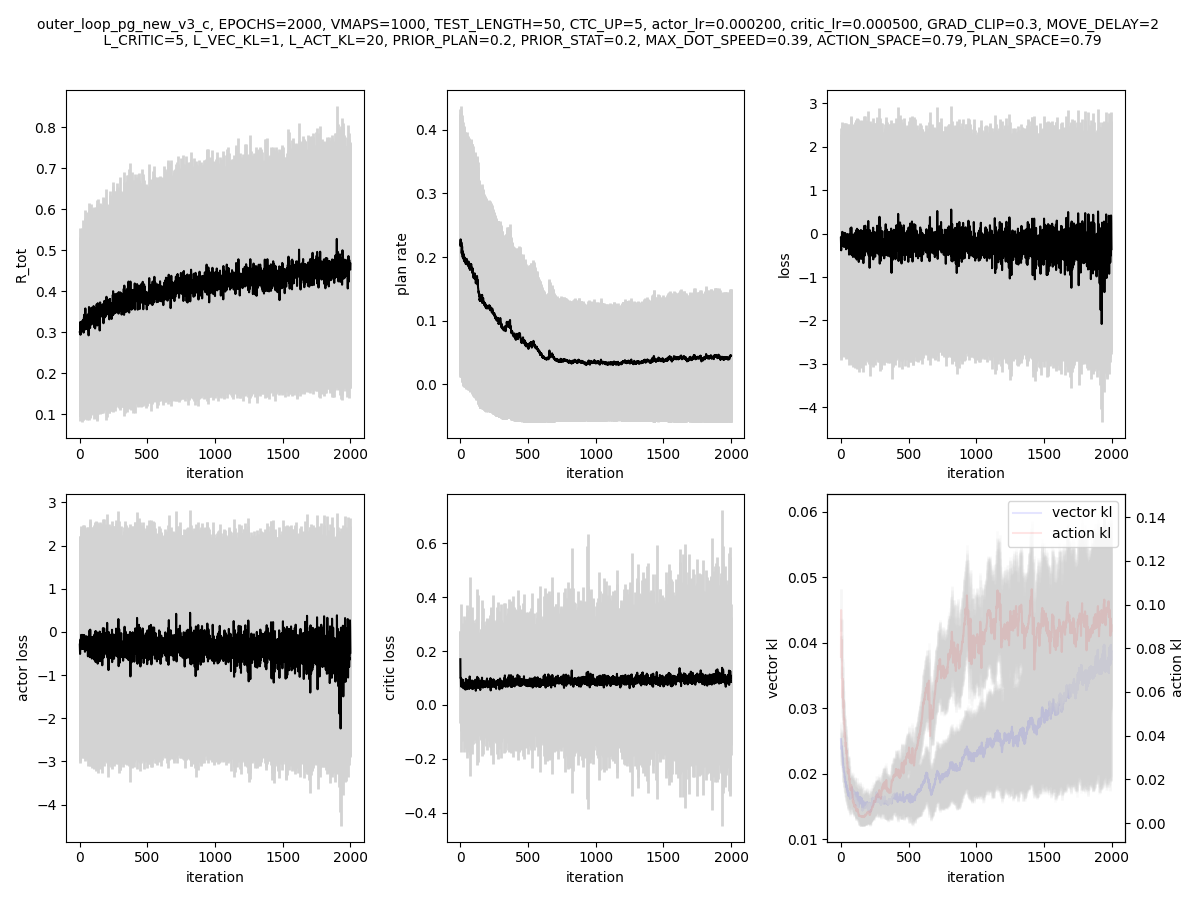 outer_loop_pg_new_v3_c, EPOCHS=2000, VMAPS=1000, TEST_LENGTH=50, CTC_UP=5, actor_lr=0.000200, critic_lr=0.000500, GRAD_CLIP=0.3, MOVE_DELAY=2
L_CRITIC=5, L_VEC_KL=1, L_ACT_KL=20, PRIOR_PLAN=0.2, PRIOR_STAT=0.2, MAX_DOT_SPEED=0.39, ACTION_SPACE=0.79, PLAN_SPACE=0.79
R_tot
0.8
0.7
0.6
0.5
0.4
0.3
0.2
0.1
0 500 1000 1500 2000
iteration
plan rate
0.4
0.3
0.2
0.1
0.0
0 500 1000 1500 2000
iteration
loss
3
2
1
0
−1
−2
−3
−4
0 500 1000 1500 2000
iteration
actor loss
3
2
1
0
−1
−2
−3
−4
0 500 1000 1500 2000
iteration
critic loss
0.6
0.4
0.2
0.0
−0.2
−0.4
0 500 1000 1500 2000
iteration
vector kl
0.06
0.05
0.04
0.03
0.02
0.01
vector kl
action kl
0.14
0.12
0.10
0.08
0.06
0.04
0.02
0.00
action kl
0 500 1000 1500 2000
iteration